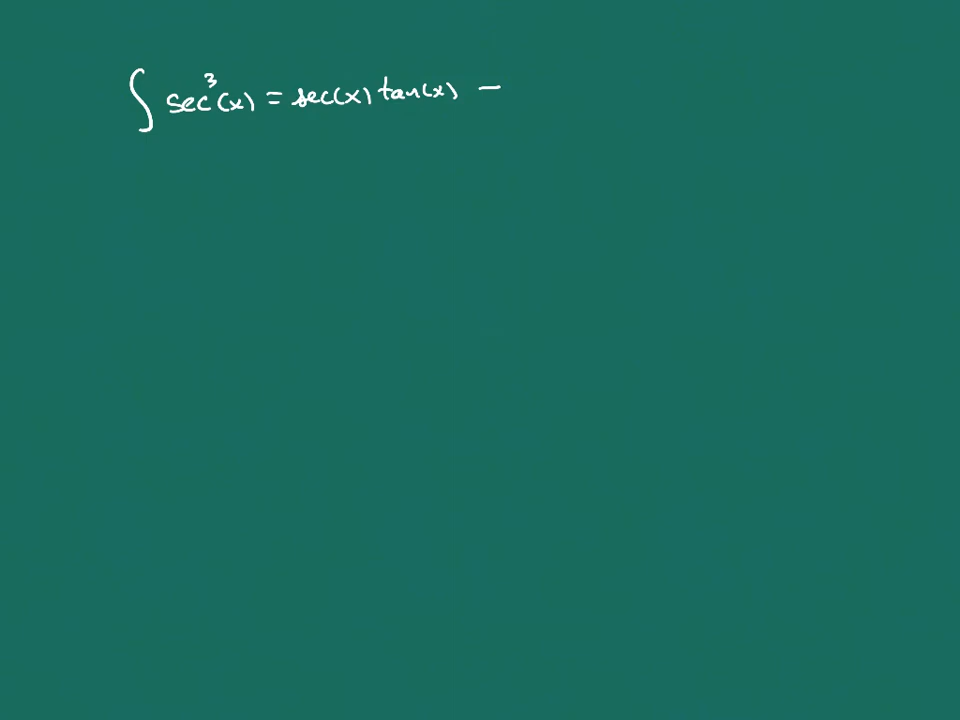 ∫ sec³(x) = sec(x) tan(x) –